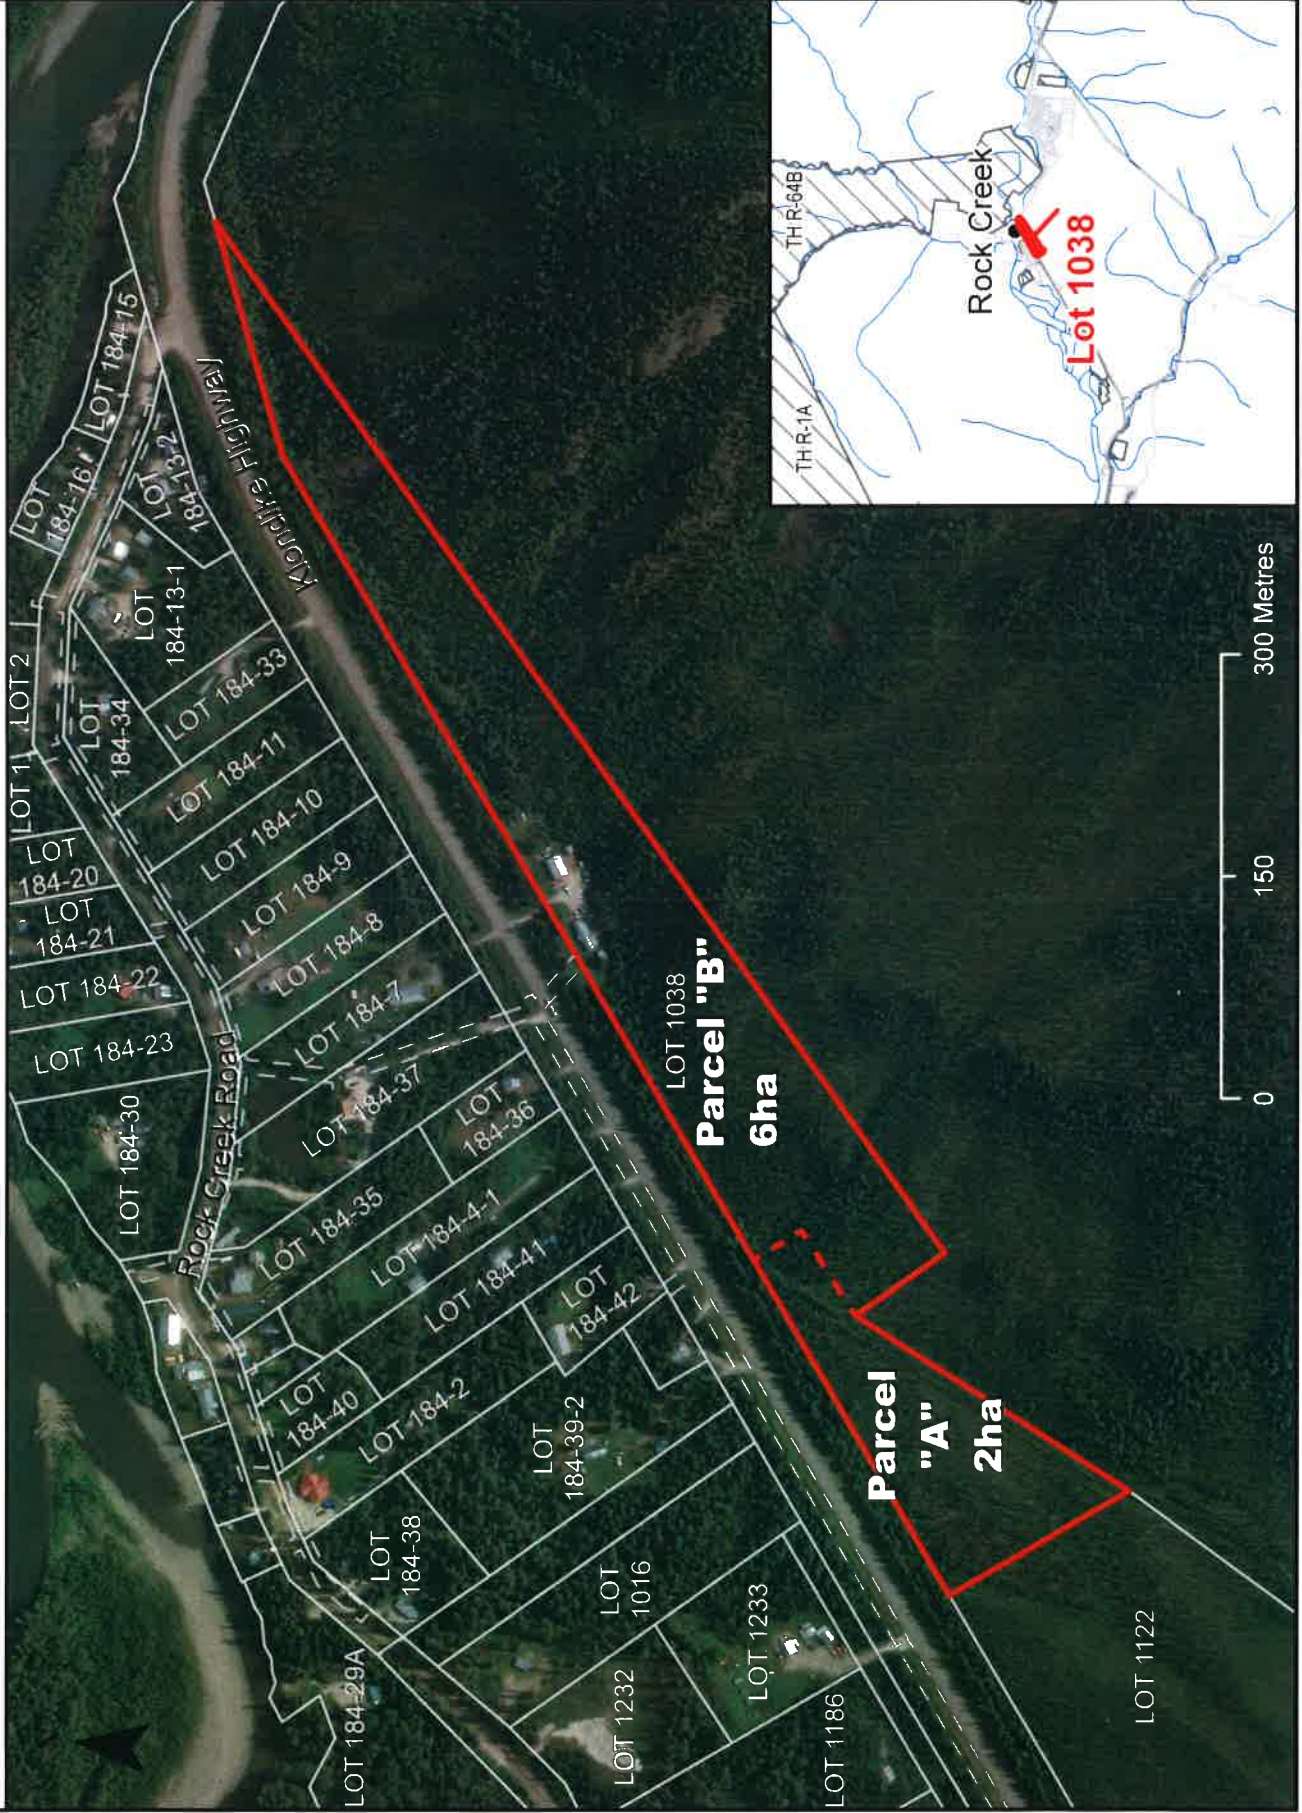 LOT 1
LOT 2
LOT
184-20
LOT
184-21
LOT 184-22
LOT 184-23
LOT 184-30
LOT
184-16
LOT 184-15
LOT
184-13-2
LOT
184-13-1
LOT
184-34
LOT 184-33
LOT 184-11
LOT 184-10
LOT 184-9
LOT 184-8
LOT 184-7
LOT 184-37
LOT
184-36
LOT 184-35
LOT 184-4-1
LOT 184-41
LOT
184-42
LOT
184-40
LOT 184-2
LOT
184-39-2
LOT
184-38
LOT 184-29A
LOT
1016
LOT 1232
LOT 1233
LOT 1186
LOT 1122
Rock Creek Road
Klondike Highway
LOT 1038
Parcel "B"
6ha
Parcel
"A"
2ha
0
150
300 Metres
TH R-1A
TH R-64B
Rock Creek
Lot 1038